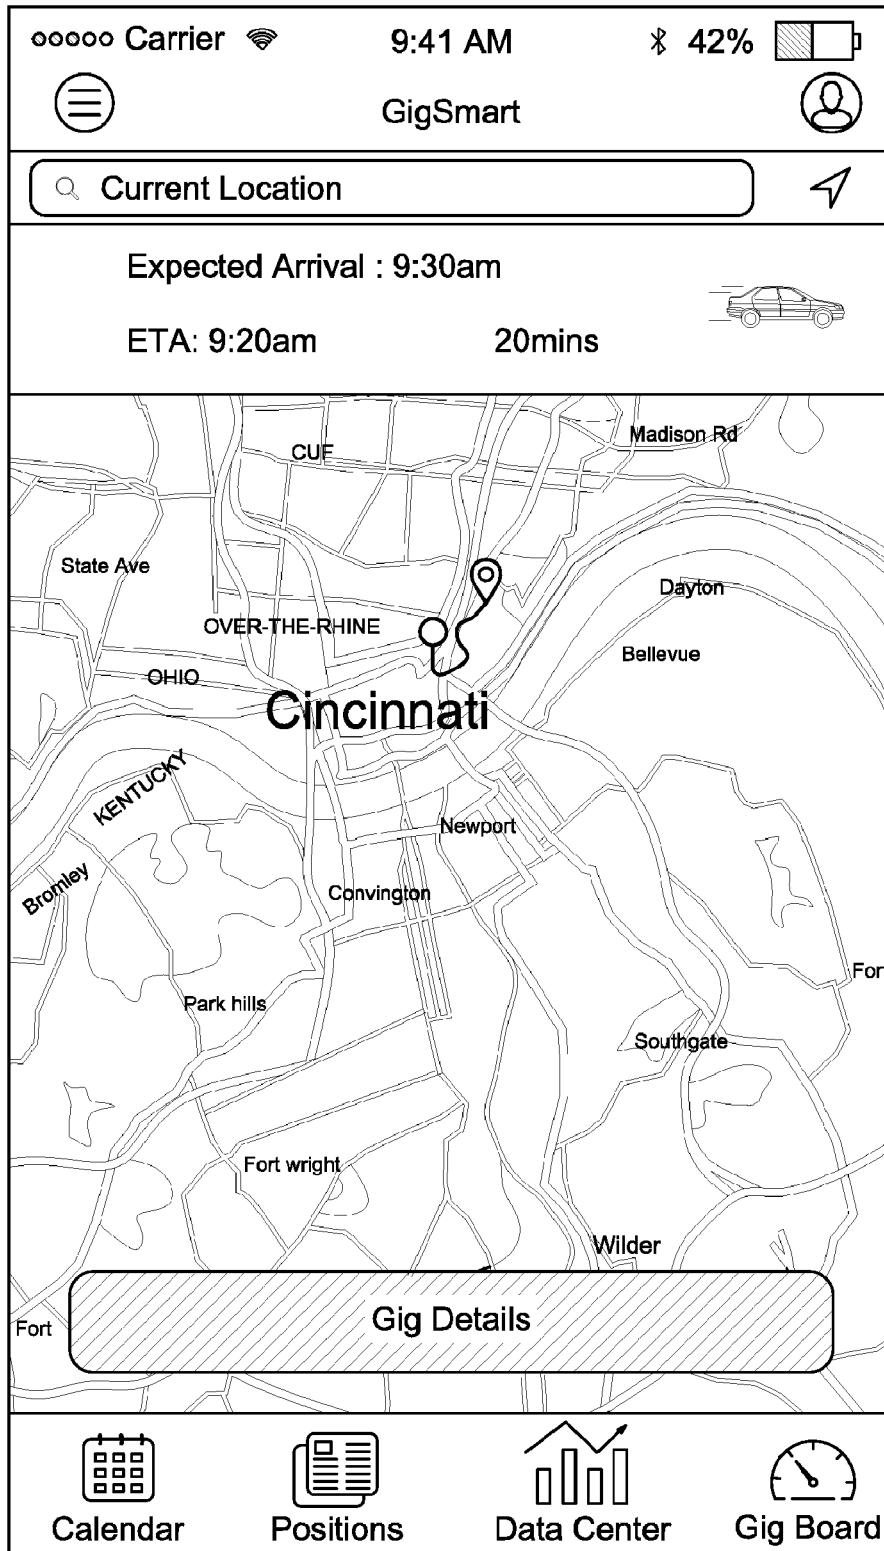 Carrier 9:41 AM 42%
GigSmart
Current Location
Expected Arrival : 9:30am
ETA: 9:20am 20mins
Madison Rd
CUF
State Ave
Dayton
OVER-THE-RHINE
Bellevue
OHIO
Cincinnati
KENTUCKY
Newport
Bromley
Convington
For
Park hills
Southgate
Fort wright
Wilder
Gig Details
Fort
Calendar Positions Data Center Gig Board